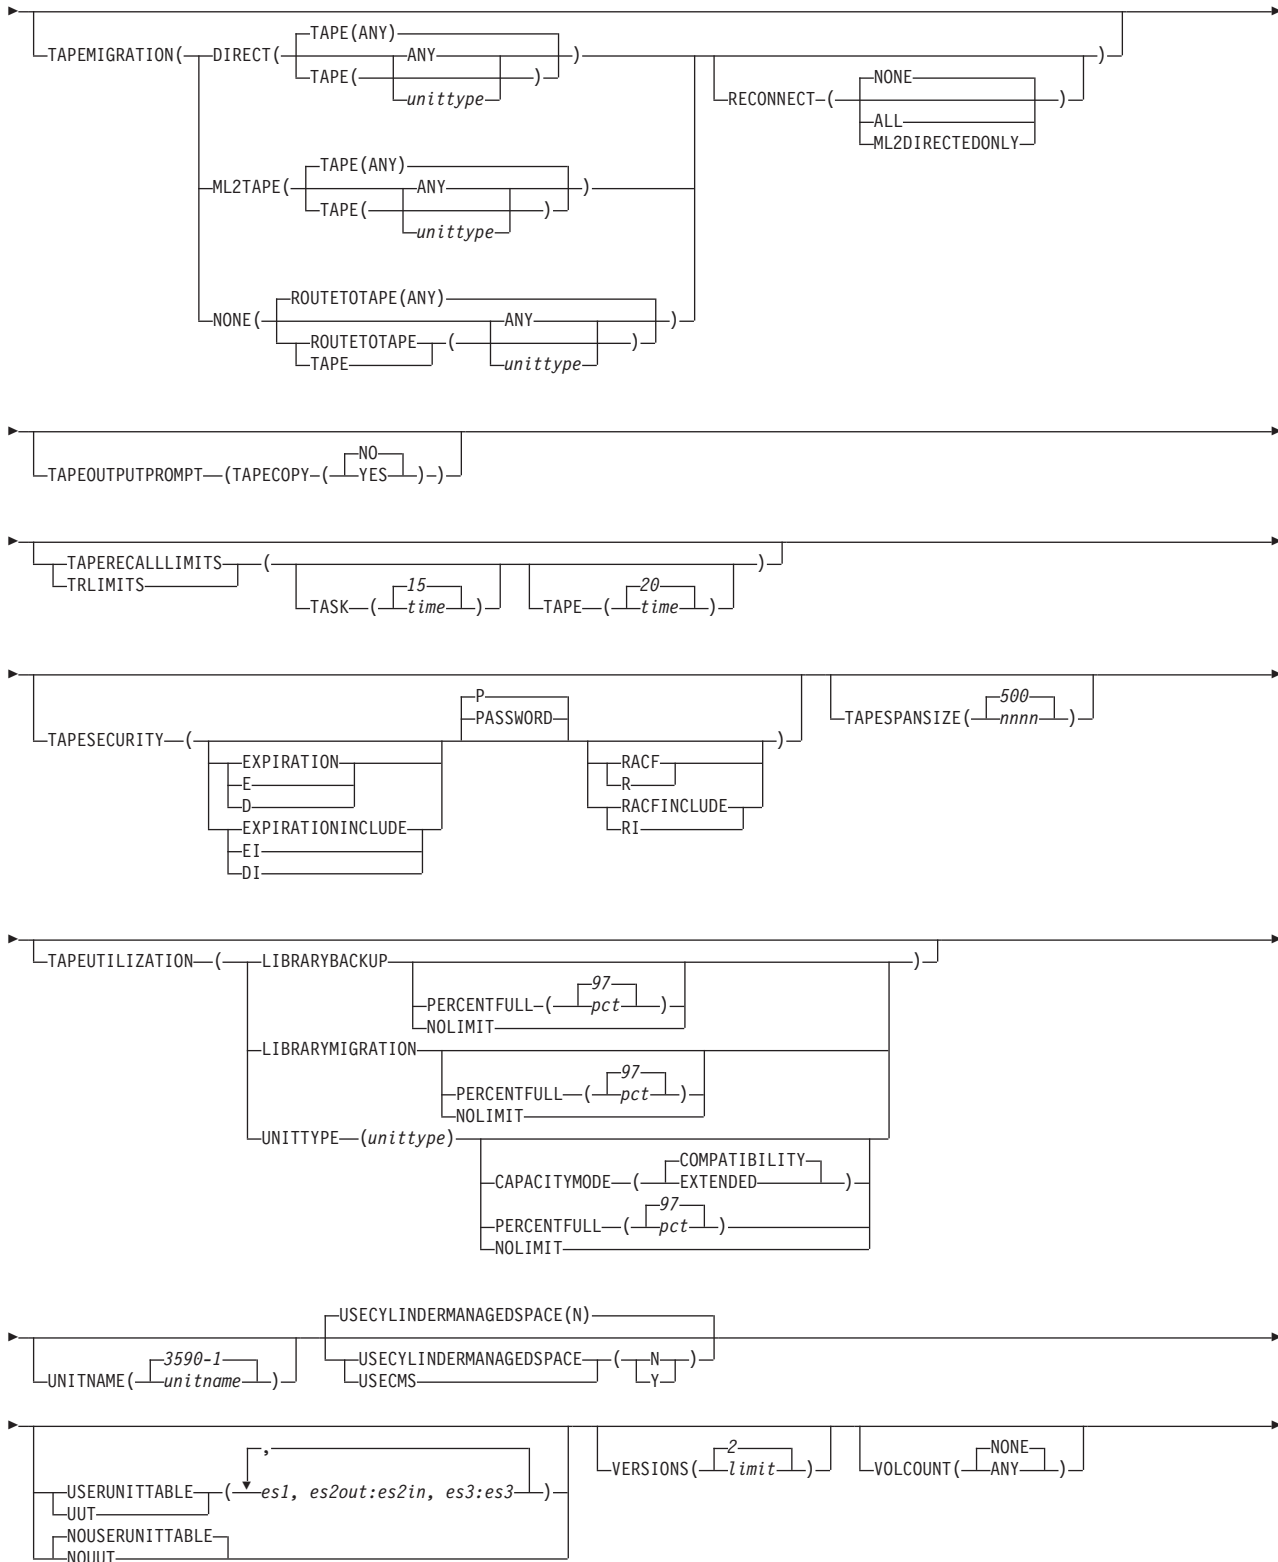 TAPE(ANY)
TAPEMIGRATION( DIRECT( ANY ) )
TAPE( )
unittype
NONE
RECONNECT ( )
ALL
ML2DIRECTEDONLY
TAPE(ANY)
ML2TAPE( ANY )
TAPE( )
unittype
ROUTETOTAPE(ANY)
NONE( ANY )
ROUTETOTAPE ( )
TAPE
unittype
NO
TAPEOUTPUTPROMPT (TAPECOPY ( YES ) )
TAPERECALLLIMITS ( )
TRLIMITS
15 20
TASK ( time ) TAPE ( time )
P
PASSWORD
500
TAPESPANSIZE( nnnn )
TAPESECURITY ( )
EXPIRATION RACF
E R
D RACFINCLUDE
EXPIRATIONINCLUDE RI
EI
DI
TAPEUTILIZATION ( LIBRARYBACKUP )
97
PERCENTFULL ( pct )
NOLIMIT
LIBRARYMIGRATION
97
PERCENTFULL ( pct )
NOLIMIT
UNITTYPE (unittype)
COMPATIBILITY
CAPACITYMODE ( EXTENDED )
97
PERCENTFULL ( pct )
NOLIMIT
USECYLINDERMANAGEDSPACE(N)
3590-1
UNITNAME( unitname )
USECYLINDERMANAGEDSPACE ( N )
USECMS Y
,
USERUNITTABLE ( es1, es2out:es2in, es3:es3 )
UUT
NOUSERUNITTABLE
NOUUT
2
VERSIONS( limit )
NONE
VOLCOUNT( ANY )